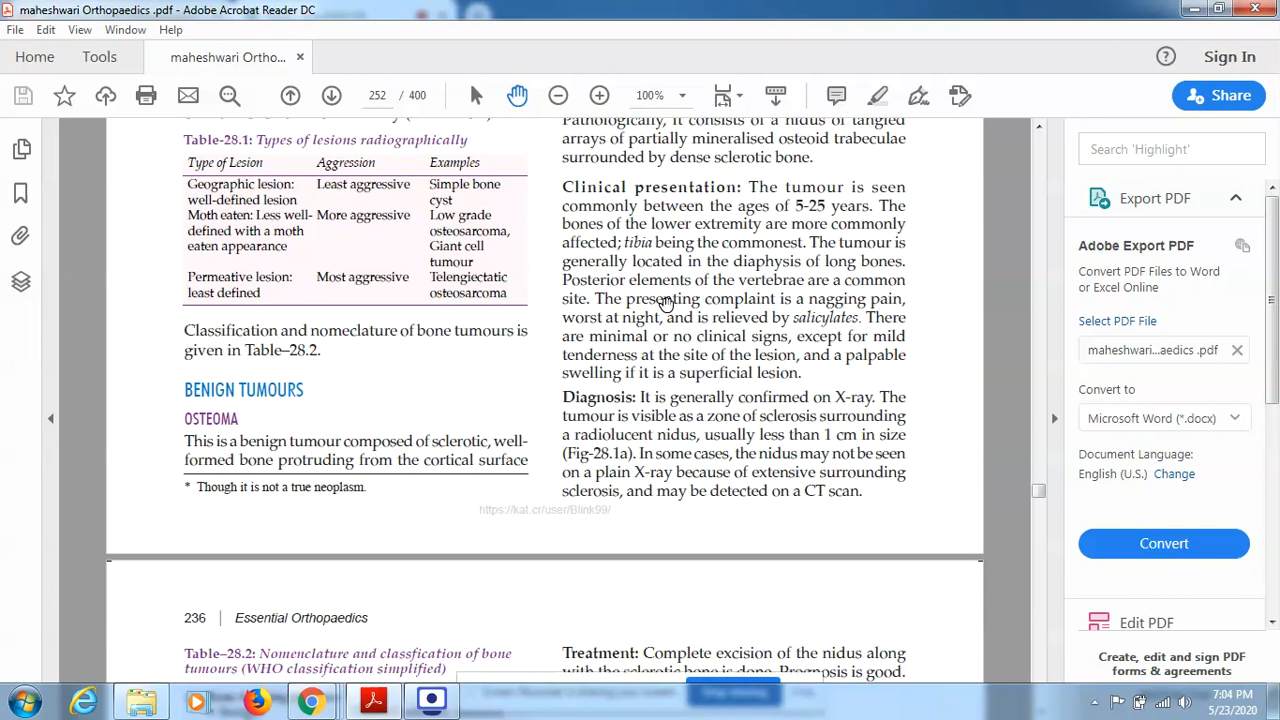 maheshwari Orthopaedics .pdf - Adobe Acrobat Reader DC
File Edit View Window Help
Home Tools maheshwari Ortho... × Sign In
252 / 400 100% Share
Table-28.1: Types of lesions radiographically
Type of Lesion Aggression Examples
Geographic lesion: Least aggressive Simple bone
well-defined lesion cyst
Moth eaten: Less well- More aggressive Low grade
defined with a moth osteosarcoma,
eaten appearance Giant cell
tumour
Permeative lesion: Most aggressive Telengiectatic
least defined osteosarcoma
Classification and nomeclature of bone tumours is
given in Table–28.2.
BENIGN TUMOURS
OSTEOMA
This is a benign tumour composed of sclerotic, well-
formed bone protruding from the cortical surface
* Though it is not a true neoplasm.
Pathologically, it consists of a nidus of tangled
arrays of partially mineralised osteoid trabeculae
surrounded by dense sclerotic bone.
Clinical presentation: The tumour is seen
commonly between the ages of 5-25 years. The
bones of the lower extremity are more commonly
affected; tibia being the commonest. The tumour is
generally located in the diaphysis of long bones.
Posterior elements of the vertebrae are a common
site. The presenting complaint is a nagging pain,
worst at night, and is relieved by salicylates. There
are minimal or no clinical signs, except for mild
tenderness at the site of the lesion, and a palpable
swelling if it is a superficial lesion.
Diagnosis: It is generally confirmed on X-ray. The
tumour is visible as a zone of sclerosis surrounding
a radiolucent nidus, usually less than 1 cm in size
(Fig-28.1a). In some cases, the nidus may not be seen
on a plain X-ray because of extensive surrounding
sclerosis, and may be detected on a CT scan.
https://kat.cr/user/Blink99/
236 | Essential Orthopaedics
Table–28.2: Nomenclature and classfication of bone
tumours (WHO classification simplified)
Treatment: Complete excision of the nidus along
with the sclerotic bone is done. Prognosis is good.
Search 'Highlight'
Export PDF
Adobe Export PDF
Convert PDF Files to Word
or Excel Online
Select PDF File
maheshwari...aedics .pdf
Convert to
Microsoft Word (*.docx)
Document Language:
English (U.S.) Change
Convert
Edit PDF
Create, edit and sign PDF
forms & agreements
7:04 PM
5/23/2020